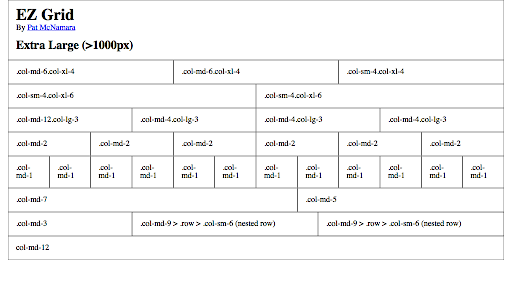 EZ Grid
By Pat McNamara
Extra Large (>1000px)
.col-md-6.col-xl-4 .col-md-6.col-xl-4 .col-sm-4.col-xl-4
.col-sm-4.col-xl-6 .col-sm-4.col-xl-6
.col-md-12.col-lg-3 .col-md-4.col-lg-3 .col-md-4.col-lg-3 .col-md-4.col-lg-3
.col-md-2 .col-md-2 .col-md-2 .col-md-2 .col-md-2 .col-md-2
.col- .col- .col- .col- .col- .col- .col- .col- .col- .col- .col- .col-
md-1 md-1 md-1 md-1 md-1 md-1 md-1 md-1 md-1 md-1 md-1 md-1
.col-md-7 .col-md-5
.col-md-3 .col-md-9 > .row > .col-sm-6 (nested row) .col-md-9 > .row > .col-sm-6 (nested row)
col-md-12